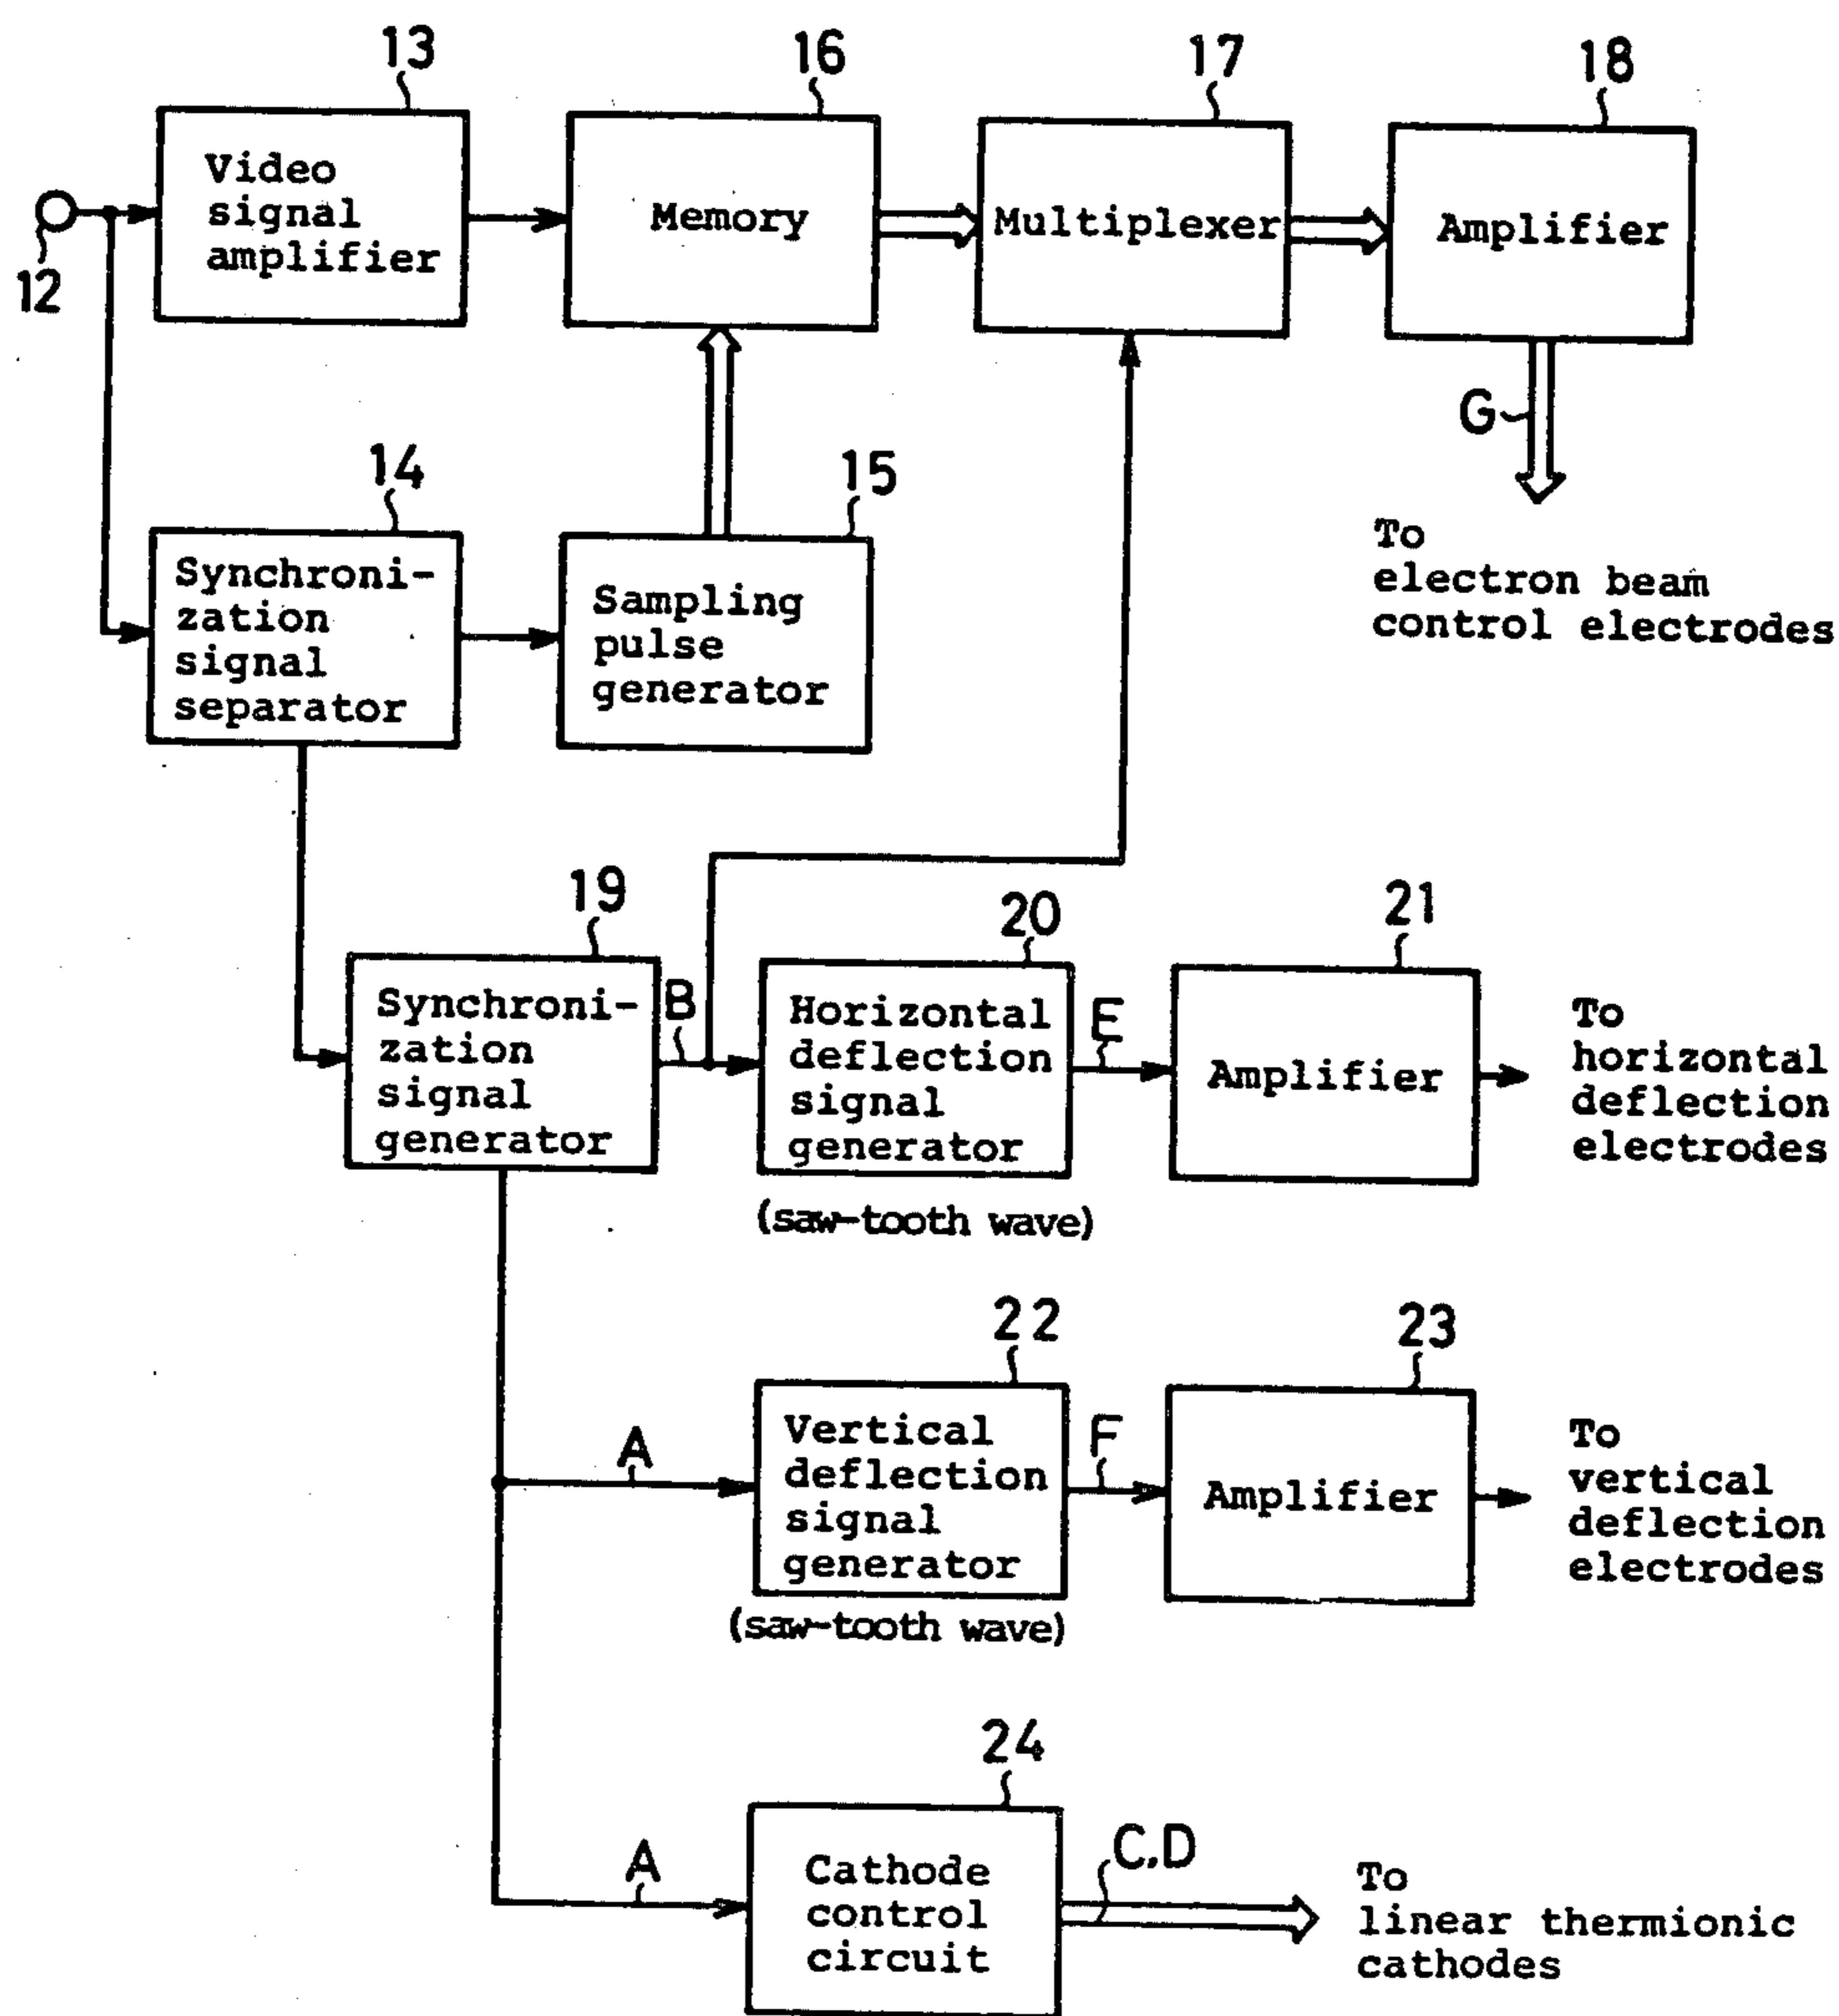 13
16
17
18
Video
signal
amplifier
Memory
Multiplexer
Amplifier
12
G
14
15
To
electron beam
control electrodes
Synchroni-
zation
signal
separator
Sampling
pulse
generator
19
20
21
Synchroni-
zation
signal
generator
B
Horizontal
deflection
signal
generator
E
Amplifier
To
horizontal
deflection
electrodes
(saw-tooth wave)
22
23
A
Vertical
deflection
signal
generator
F
Amplifier
To
vertical
deflection
electrodes
(saw-tooth wave)
24
A
Cathode
control
circuit
C,D
To
linear thermionic
cathodes